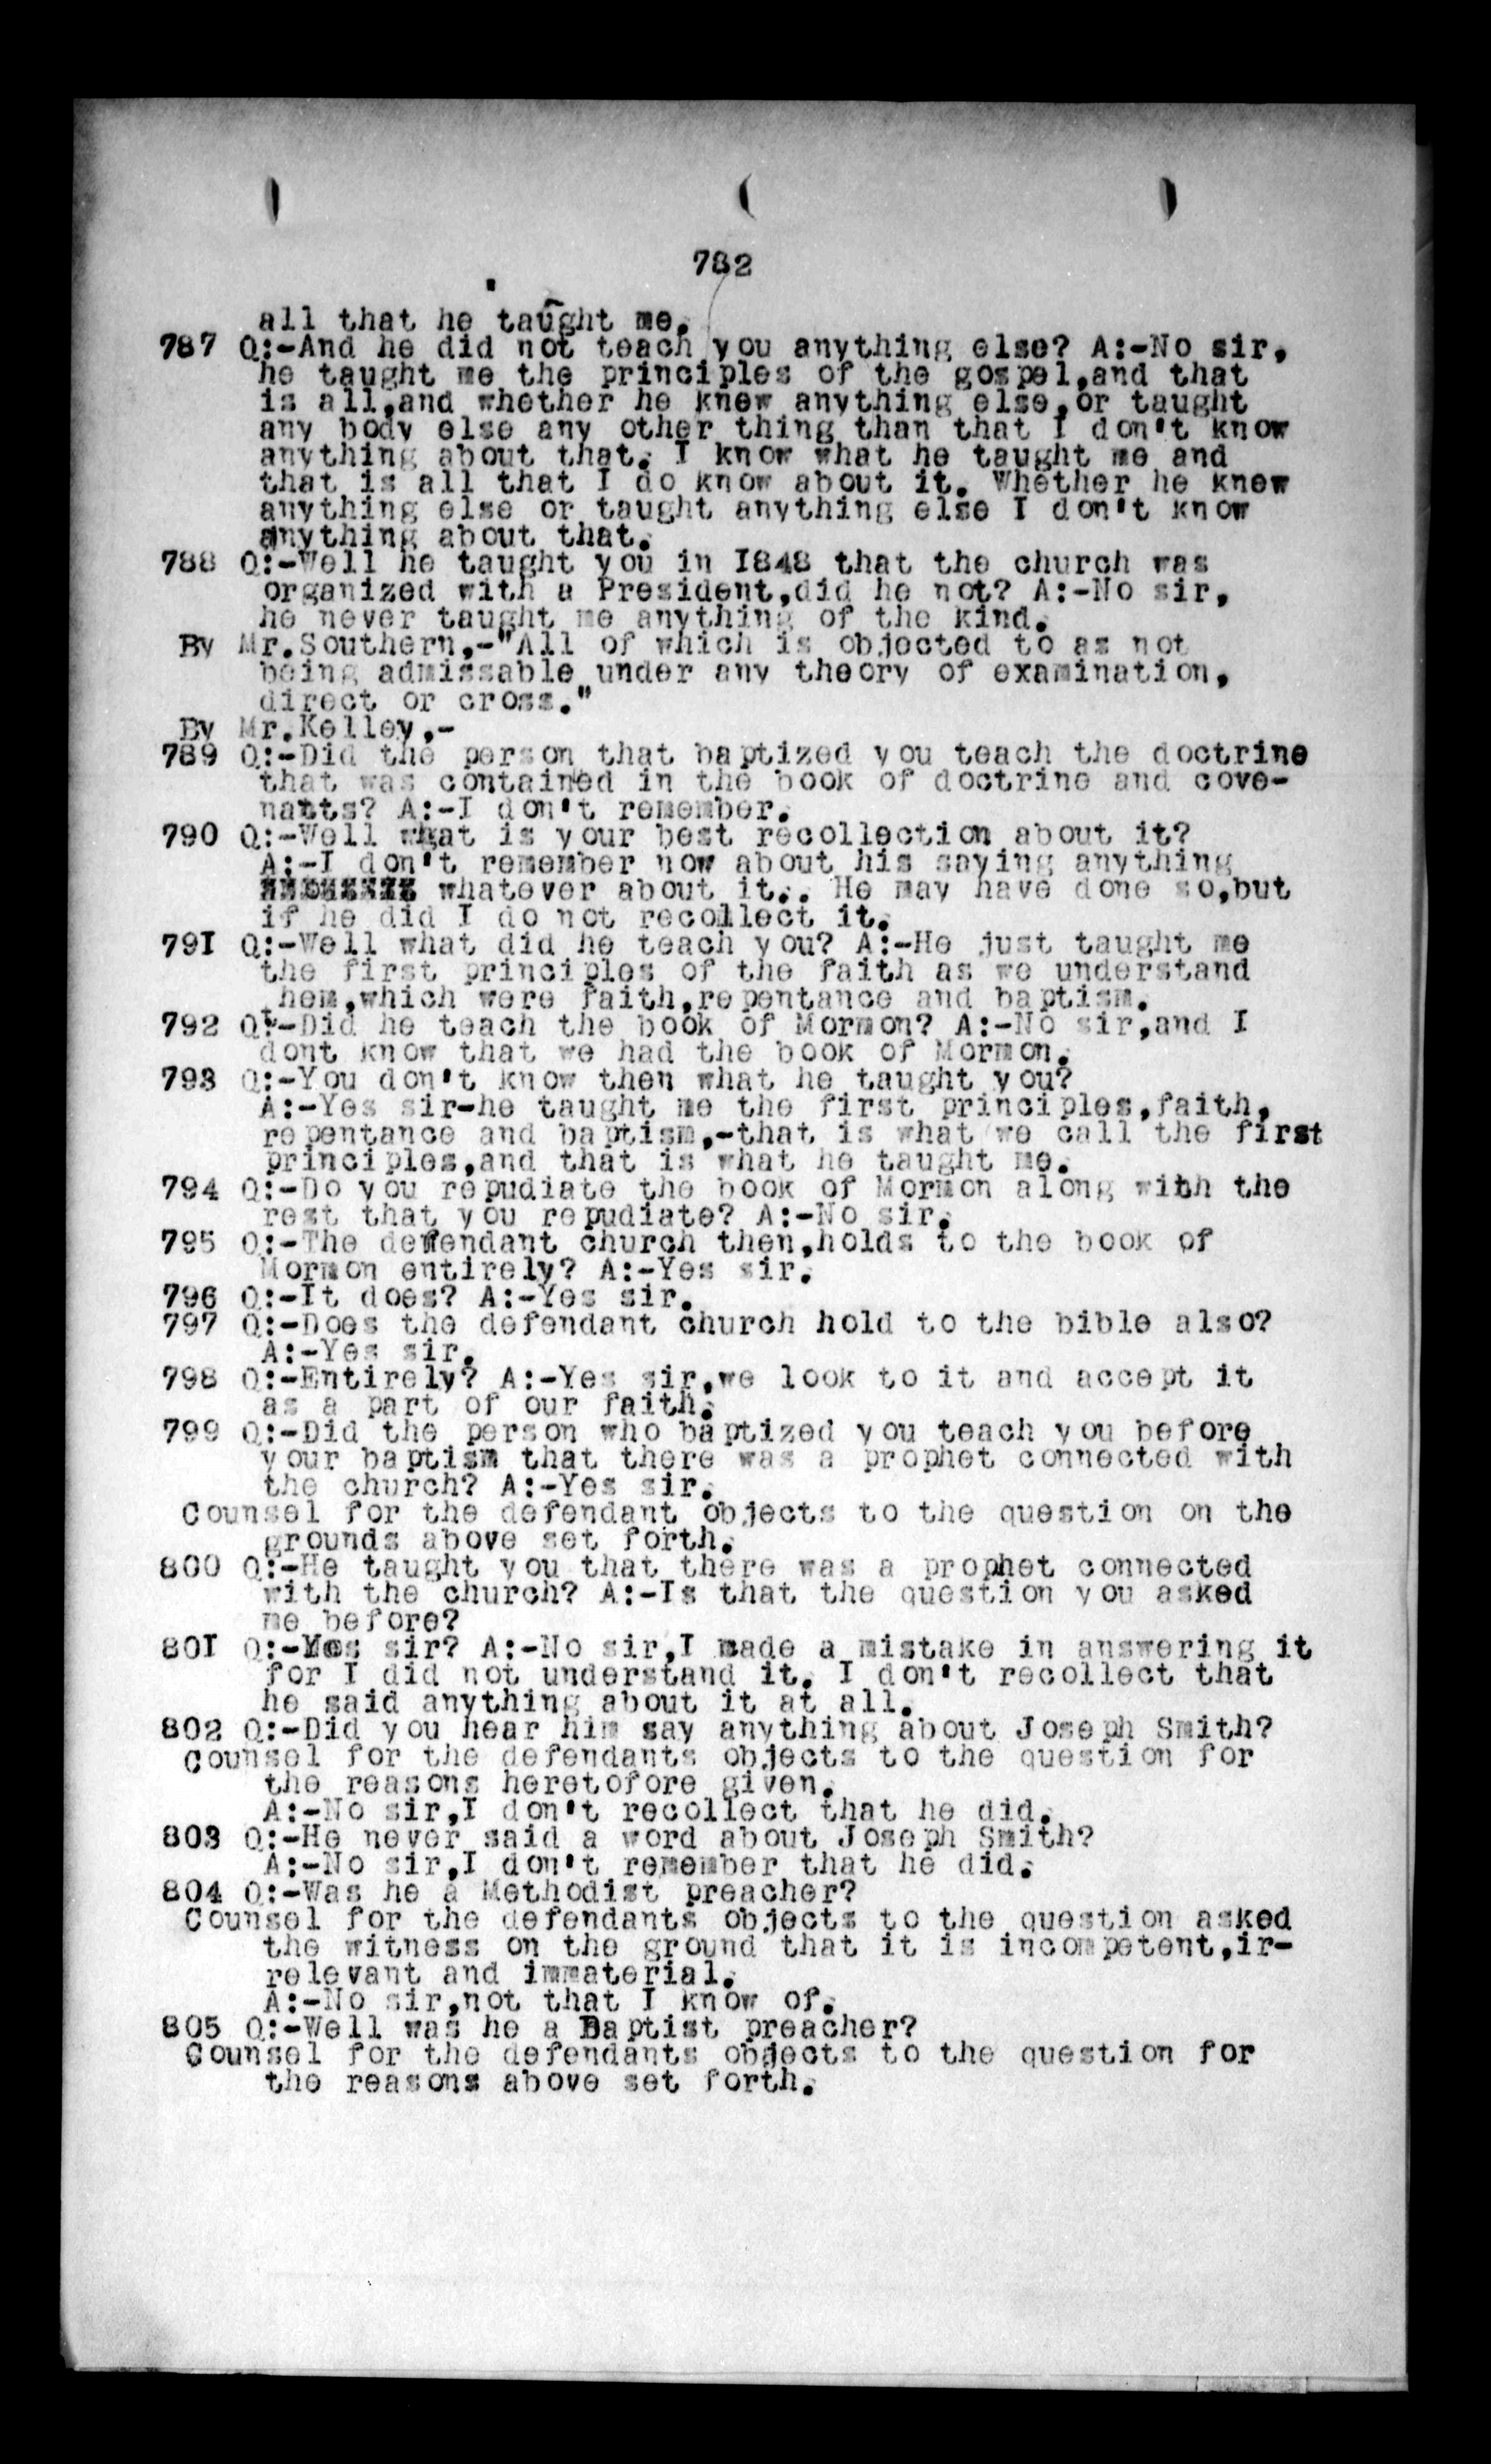 782
all that he taught me.
787 Q:-And he did not teach you anything else? A:-No sir,
he taught me the principles of the gospel,and that
is all,and whether he knew anything else,or taught
any body else any other thing than that I don't know
anything about that. I know what he taught me and
that is all that I do know about it. Whether he knew
anything else or taught anything else I don't know
anything about that.
788 Q:-Well he taught you in I848 that the church was
organized with a President,did he not? A:-No sir,
he never taught me anything of the kind.
By Mr.Southern,-"All of which is objected to as not
being admissable under any theory of examination,
direct or cross."
By Mr.Kelley,-
789 Q:-Did the person that baptized you teach the doctrine
that was contained in the book of doctrine and cove-
natts? A:-I don't remember.
790 Q:-Well what is your best recollection about it?
A:-I don't remember now about his saying anything
whatever about it.. He may have done so,but
if he did I do not recollect it.
79I Q:-Well what did he teach you? A:-He just taught me
the first principles of the faith as we understand
them,which were faith,repentance and baptism.
792 Q:-Did he teach the book of Mormon? A:-No sir,and I
dont know that we had the book of Mormon.
793 Q:-You don't know then what he taught you?
A:-Yes sir-he taught me the first principles,faith,
repentance and baptism,-that is what we call the first
principles,and that is what he taught me.
794 Q:-Do you repudiate the book of Mormon along with the
rest that you repudiate? A:-No sir.
795 Q:-The defendant church then,holds to the book of
Mormon entirely? A:-Yes sir.
796 Q:-It does? A:-Yes sir.
797 Q:-Does the defendant church hold to the bible also?
A:-Yes sir.
798 Q:-Entirely? A:-Yes sir,we look to it and accept it
as a part of our faith.
799 Q:-Did the person who baptized you teach you before
your baptism that there was a prophet connected with
the church? A:-Yes sir.
Counsel for the defendant objects to the question on the
grounds above set forth.
800 Q:-He taught you that there was a prophet connected
with the church? A:-Is that the question you asked
me before?
80I Q:-Yes sir? A:-No sir,I made a mistake in answering it
for I did not understand it. I don't recollect that
he said anything about it at all.
802 Q:-Did you hear him say anything about Joseph Smith?
Counsel for the defendants objects to the question for
the reasons heretofore given.
A:-No sir,I don't recollect that he did.
803 Q:-He never said a word about Joseph Smith?
A:-No sir,I don't remember that he did.
804 Q:-Was he a Methodist preacher?
Counsel for the defendants objects to the question asked
the witness on the ground that it is incompetent,ir-
relevant and immaterial.
A:-No sir,not that I know of.
805 Q:-Well was he a Baptist preacher?
Counsel for the defendants objects to the question for
the reasons above set forth.